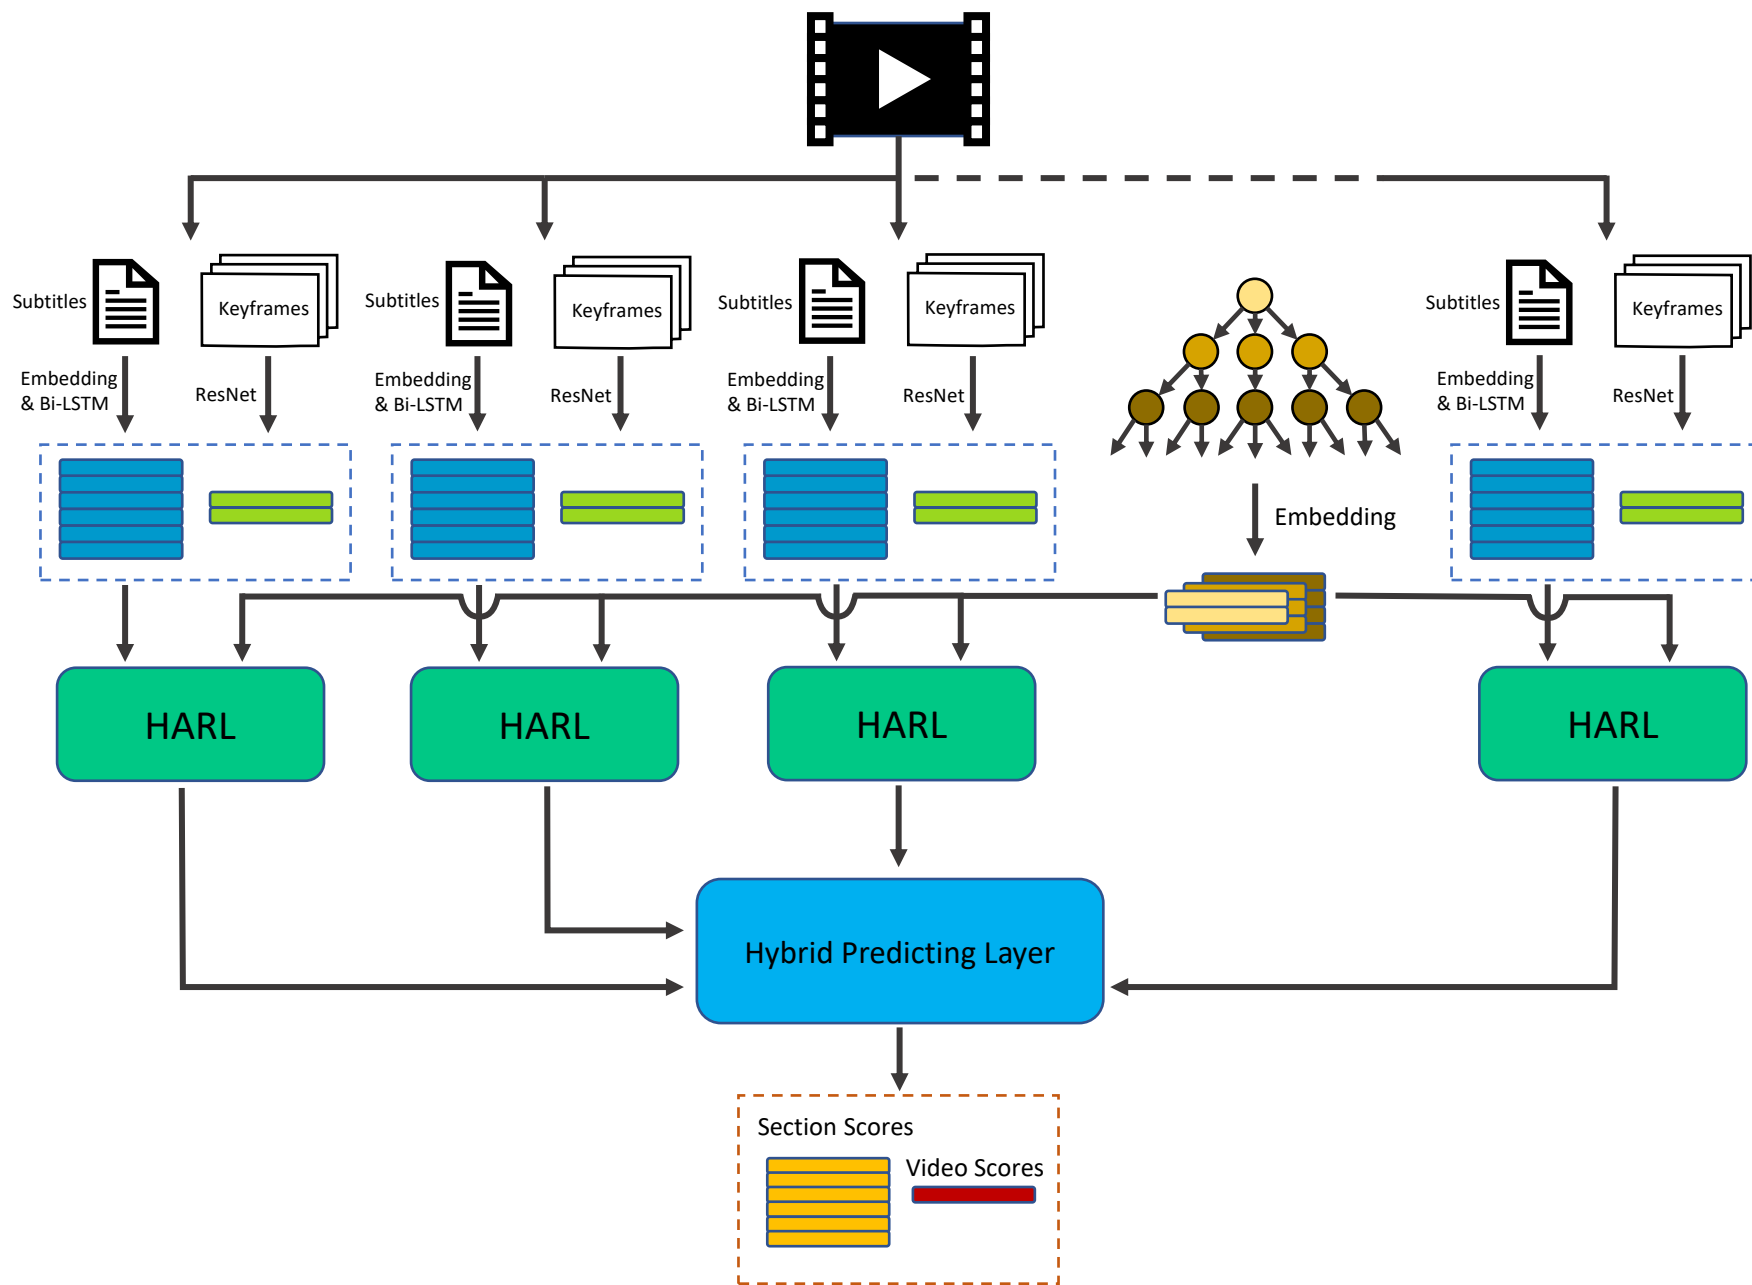 Subtitles
Keyframes
Subtitles
Keyframes
Subtitles
Keyframes
Subtitles
Keyframes
Embedding
& Bi-LSTM
ResNet
Embedding
& Bi-LSTM
ResNet
Embedding
& Bi-LSTM
ResNet
Embedding
& Bi-LSTM
ResNet
Embedding
HARL
HARL
HARL
HARL
Hybrid Predicting Layer
Section Scores
Video Scores